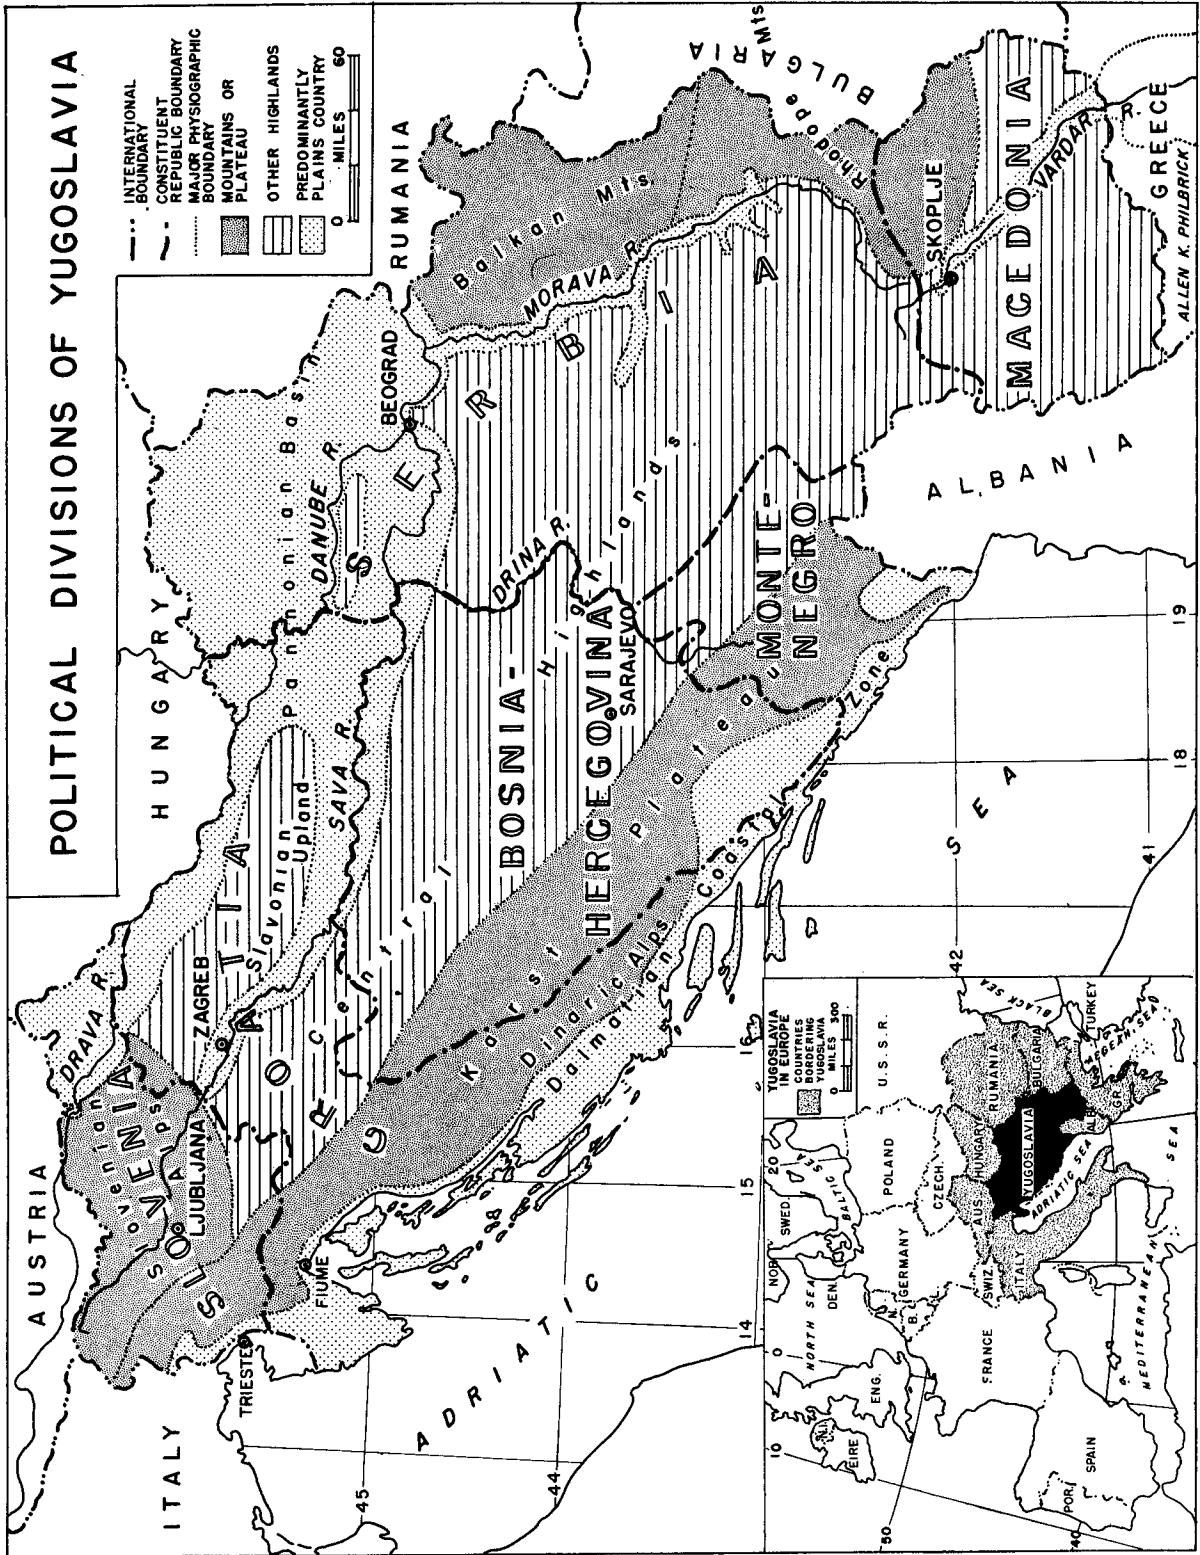 POLITICAL DIVISIONS OF YUGOSLAVIA
INTERNATIONAL
BOUNDARY
CONSTITUENT
REPUBLIC BOUNDARY
MAJOR PHYSIOGRAPHIC
BOUNDARY
MOUNTAINS OR
PLATEAU
OTHER HIGHLANDS
PREDOMINANTLY
PLAINS COUNTRY
0 MILES 60
AUSTRIA
HUNGARY
RUMANIA
ITALY
BULGARIA
ALBANIA
GREECE
ADRIATIC SEA
SLOVENIA
Slovenian
Alps
LJUBLJANA
TRIESTE
FIUME
DRAVA R.
ZAGREB
CROATIA
Slavonian
Upland
SAVA R.
Pannonian Basin
DANUBE R.
BEOGRAD
SERBIA
MORAVA R.
Balkan Mts.
Rhodope Mts
DRINA R.
BOSNIA-
HERCEGOVINA
SARAJEVO
Central Highlands
Karst Plateau
Dinaric Alps
Dalmatian Coastal Zone
MONTE-
NEGRO
SKOPLJE
MACEDONIA
VARDAR R.
ALLEN K. PHILBRICK
45
44
14
15
16
42
18
19
41
YUGOSLAVIA
IN EUROPE
COUNTRIES
BORDERING
YUGOSLAVIA
0 MILES 300
10
0
20
50
40
NOR.
SWED.
DEN.
NORTH SEA
BALTIC SEA
EIRE
N.I.
ENG.
N.
B.
L.
GERMANY
POLAND
U.S.S.R.
CZECH.
FRANCE
SWIZ.
AUS.
HUNGARY
RUMANIA
ITALY
YUGOSLAVIA
BULGARIA
ALB.
GR.
TURKEY
BLACK SEA
AEGEAN SEA
ADRIATIC SEA
MEDITERRANEAN SEA
SPAIN
POR.